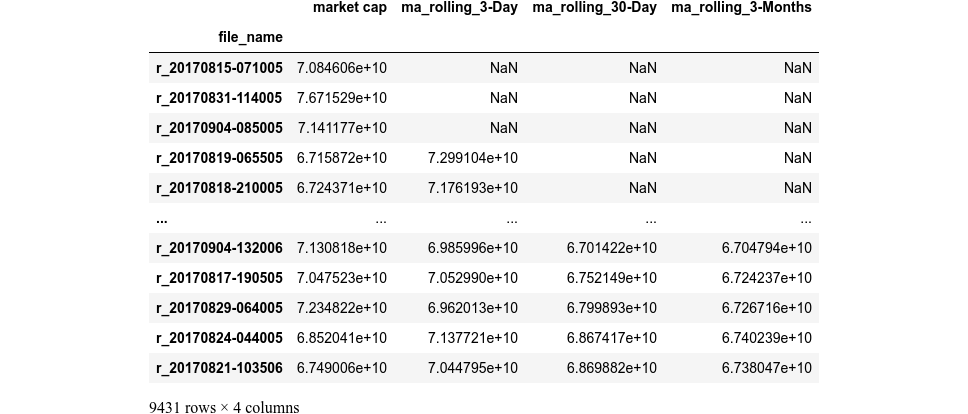 market cap ma_rolling_3-Day ma_rolling_30-Day ma_rolling_3-Months
file_name
r_20170815-071005 7.084606e+10 NaN NaN NaN
r_20170831-114005 7.671529e+10 NaN NaN NaN
r_20170904-085005 7.141177e+10 NaN NaN NaN
r_20170819-065505 6.715872e+10 7.299104e+10 NaN NaN
r_20170818-210005 6.724371e+10 7.176193e+10 NaN NaN
... ... ... ... ...
r_20170904-132006 7.130818e+10 6.985996e+10 6.701422e+10 6.704794e+10
r_20170817-190505 7.047523e+10 7.052990e+10 6.752149e+10 6.724237e+10
r_20170829-064005 7.234822e+10 6.962013e+10 6.799893e+10 6.726716e+10
r_20170824-044005 6.852041e+10 7.137721e+10 6.867417e+10 6.740239e+10
r_20170821-103506 6.749006e+10 7.044795e+10 6.869882e+10 6.738047e+10
9431 rows × 4 columns